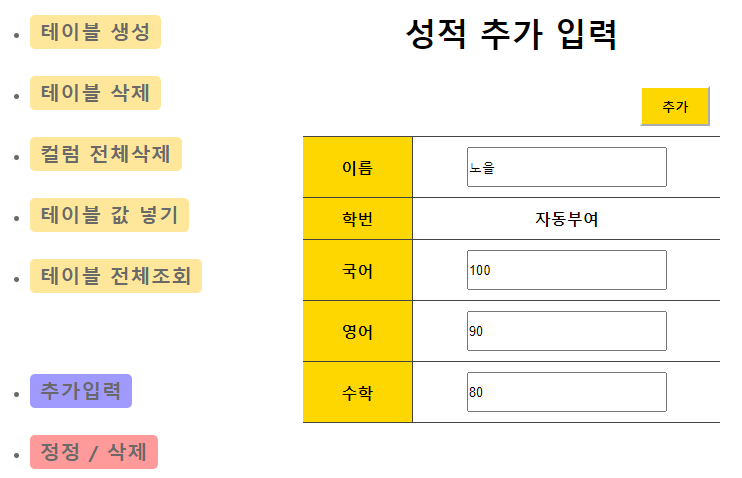 테이블 생성
테이블 삭제
컬럼 전체삭제
테이블 값 넣기
테이블 전체조회
추가입력
정정 / 삭제
성적 추가 입력
추가
이름 노을
학번 자동부여
국어 100
영어 90
수학 80